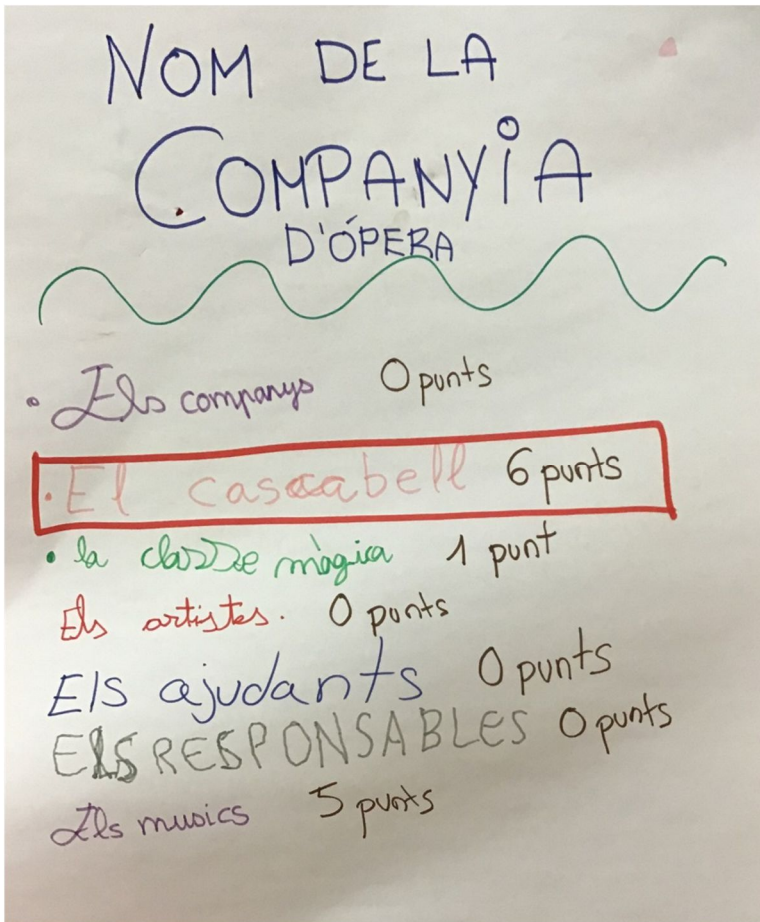 NOM DE LA
COMPANYIA
D'ÓPERA
• Els companys 0 punts
• El cascabell 6 punts
• la classe màgica 1 punt
Els artistes. 0 punts
Els ajudants 0 punts
ELS RESPONSABLES 0 punts
Els musics 5 punts